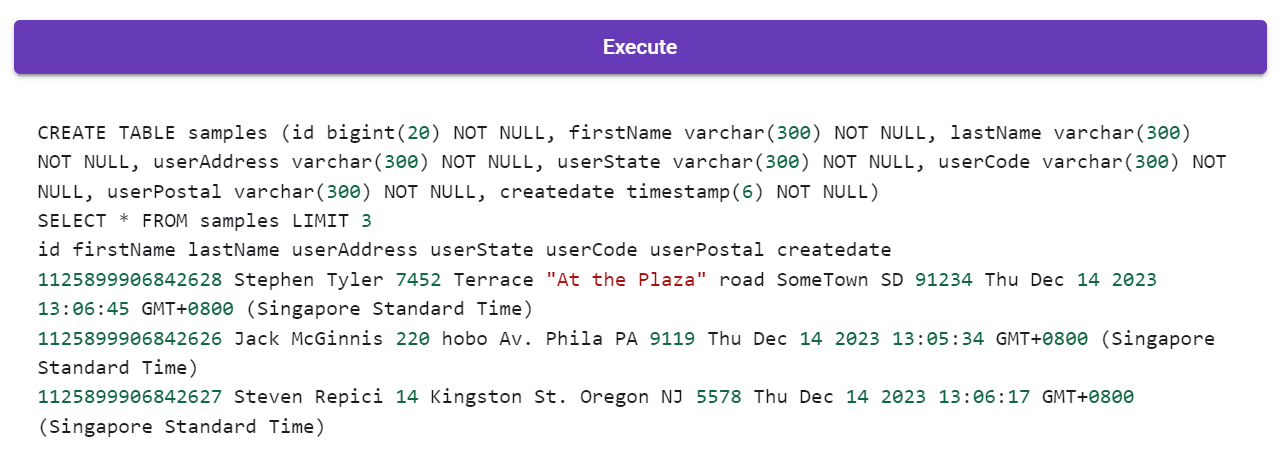 Execute
CREATE TABLE samples (id bigint(20) NOT NULL, firstName varchar(300) NOT NULL, lastName varchar(300)
NOT NULL, userAddress varchar(300) NOT NULL, userState varchar(300) NOT NULL, userCode varchar(300) NOT
NULL, userPostal varchar(300) NOT NULL, createdate timestamp(6) NOT NULL)
SELECT * FROM samples LIMIT 3
id firstName lastName userAddress userState userCode userPostal createdate
1125899906842628 Stephen Tyler 7452 Terrace "At the Plaza" road SomeTown SD 91234 Thu Dec 14 2023
13:06:45 GMT+0800 (Singapore Standard Time)
1125899906842626 Jack McGinnis 220 hobo Av. Phila PA 9119 Thu Dec 14 2023 13:05:34 GMT+0800 (Singapore
Standard Time)
1125899906842627 Steven Repici 14 Kingston St. Oregon NJ 5578 Thu Dec 14 2023 13:06:17 GMT+0800
(Singapore Standard Time)